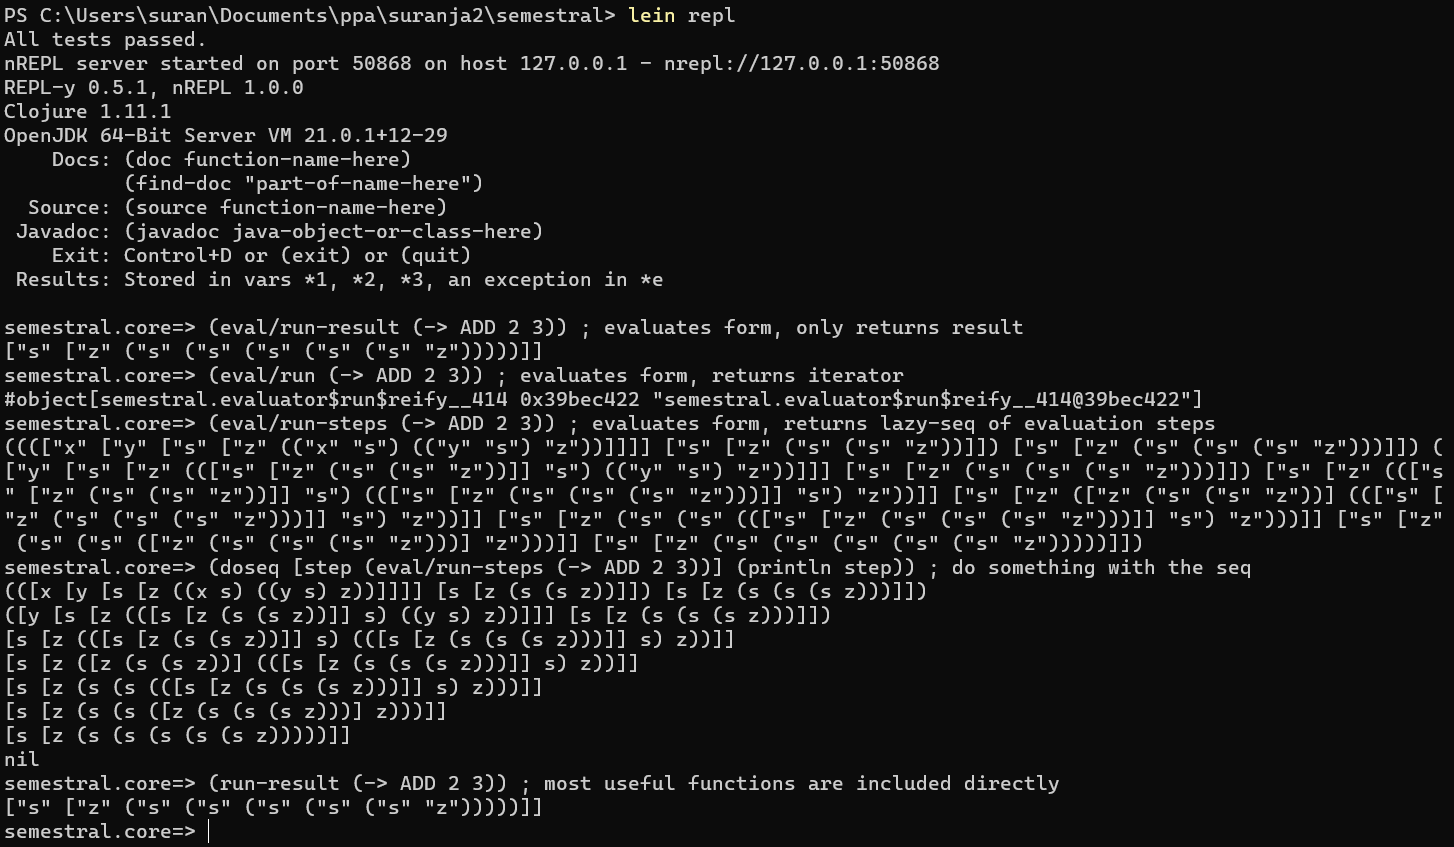 PS C:\Users\suran\Documents\ppa\suranja2\semestral> lein repl
All tests passed.
nREPL server started on port 50868 on host 127.0.0.1 - nrepl://127.0.0.1:50868
REPL-y 0.5.1, nREPL 1.0.0
Clojure 1.11.1
OpenJDK 64-Bit Server VM 21.0.1+12-29
    Docs: (doc function-name-here)
          (find-doc "part-of-name-here")
  Source: (source function-name-here)
 Javadoc: (javadoc java-object-or-class-here)
    Exit: Control+D or (exit) or (quit)
 Results: Stored in vars *1, *2, *3, an exception in *e

semestral.core=> (eval/run-result (-> ADD 2 3)) ; evaluates form, only returns result
["s" ["z" ("s" ("s" ("s" ("s" ("s" "z")))))]]
semestral.core=> (eval/run (-> ADD 2 3)) ; evaluates form, returns iterator
#object[semestral.evaluator$run$reify__414 0x39bec422 "semestral.evaluator$run$reify__414@39bec422"]
semestral.core=> (eval/run-steps (-> ADD 2 3)) ; evaluates form, returns lazy-seq of evaluation steps
(((["x" ["y" ["s" ["z" (("x" "s") (("y" "s") "z"))]]]] ["s" ["z" ("s" ("s" "z"))]]) ["s" ["z" ("s" ("s" ("s" "z")))]]) (
["y" ["s" ["z" ((["s" ["z" ("s" ("s" "z"))]] "s") (("y" "s") "z"))]]] ["s" ["z" ("s" ("s" ("s" "z")))]]) ["s" ["z" ((["s
" ["z" ("s" ("s" "z"))]] "s") ((["s" ["z" ("s" ("s" ("s" "z")))]] "s") "z"))]] ["s" ["z" (["z" ("s" ("s" "z"))] ((["s" [
"z" ("s" ("s" ("s" "z")))]] "s") "z"))]] ["s" ["z" ("s" ("s" ((["s" ["z" ("s" ("s" ("s" "z")))]] "s") "z")))]] ["s" ["z"
 ("s" ("s" (["z" ("s" ("s" ("s" "z")))] "z")))]] ["s" ["z" ("s" ("s" ("s" ("s" ("s" "z")))))]])
semestral.core=> (doseq [step (eval/run-steps (-> ADD 2 3))] (println step)) ; do something with the seq
(([x [y [s [z ((x s) ((y s) z))]]]] [s [z (s (s z))]]) [s [z (s (s (s z)))]])
([y [s [z (([s [z (s (s z))]] s) ((y s) z))]]] [s [z (s (s (s z)))]])
[s [z (([s [z (s (s z))]] s) (([s [z (s (s (s z)))]] s) z))]]
[s [z ([z (s (s z))] (([s [z (s (s (s z)))]] s) z))]]
[s [z (s (s (([s [z (s (s (s z)))]] s) z)))]]
[s [z (s (s ([z (s (s (s z)))] z)))]]
[s [z (s (s (s (s (s z)))))]]
nil
semestral.core=> (run-result (-> ADD 2 3)) ; most useful functions are included directly
["s" ["z" ("s" ("s" ("s" ("s" ("s" "z")))))]]
semestral.core=>